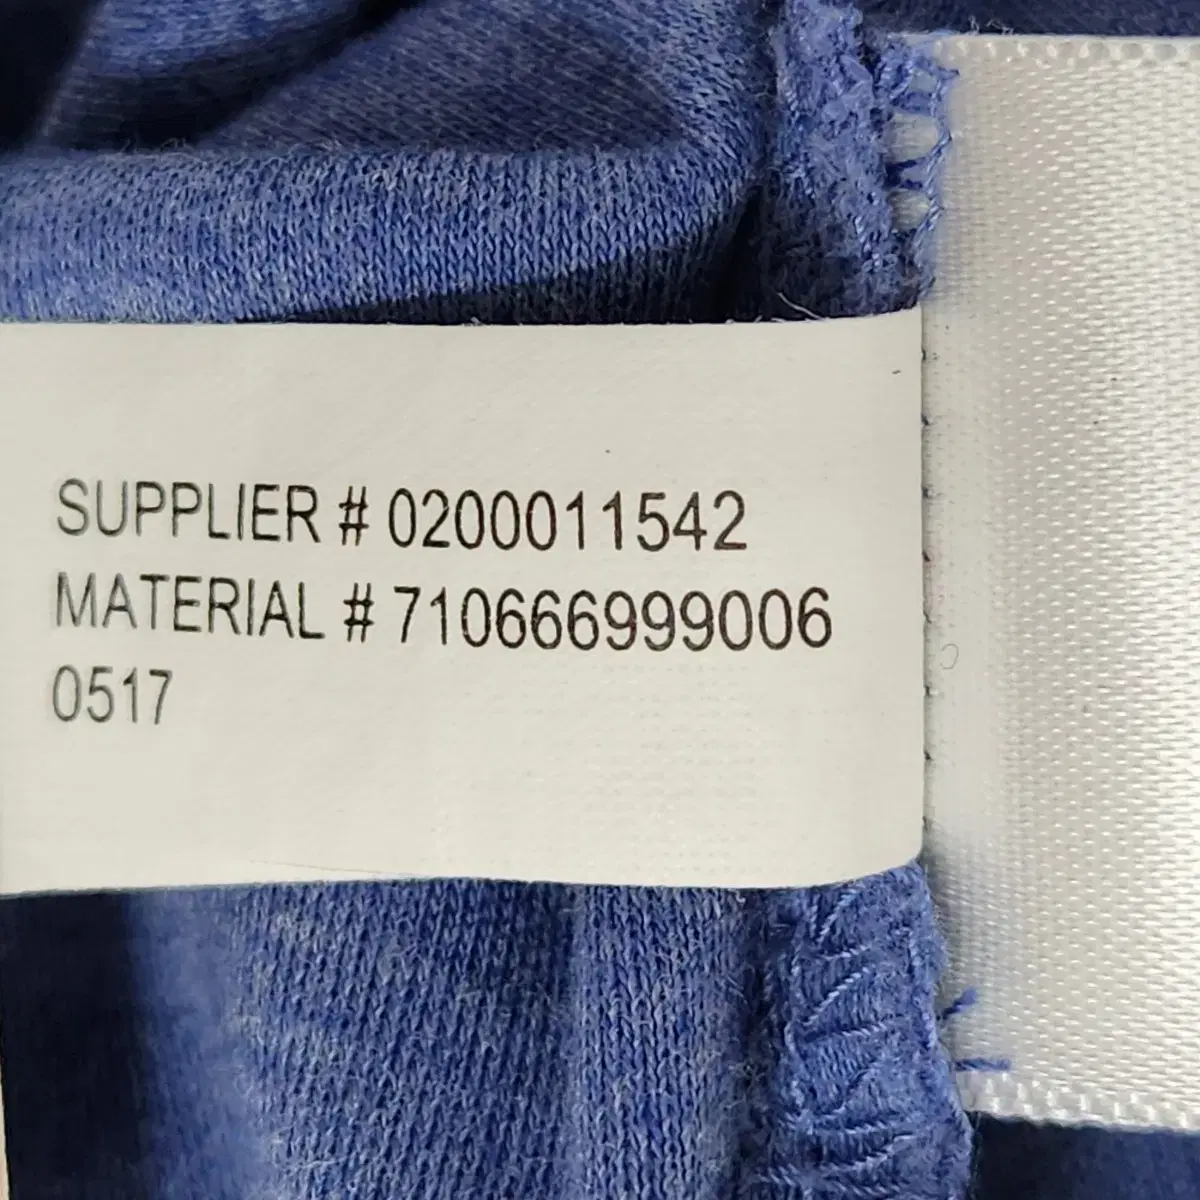 SUPPLIER # 0200011542
MATERIAL # 710666999006
0517